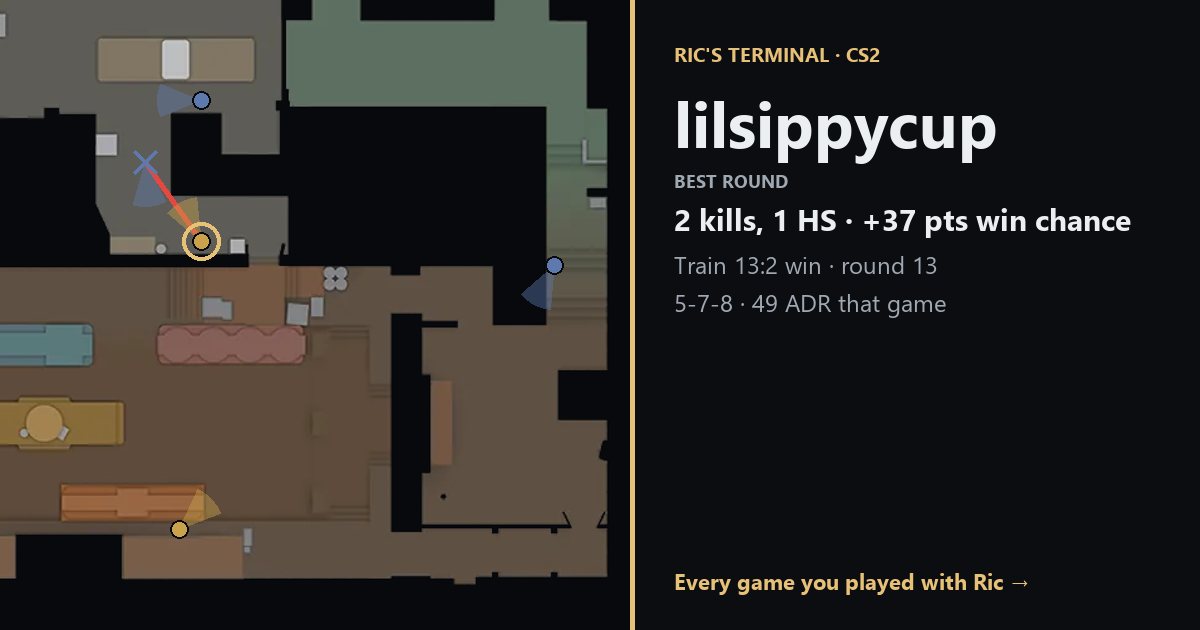 RIC'S TERMINAL · CS2
lilsippycup
BEST ROUND
2 kills, 1 HS · +37 pts win chance
Train 13:2 win · round 13
5-7-8 · 49 ADR that game
Every game you played with Ric →